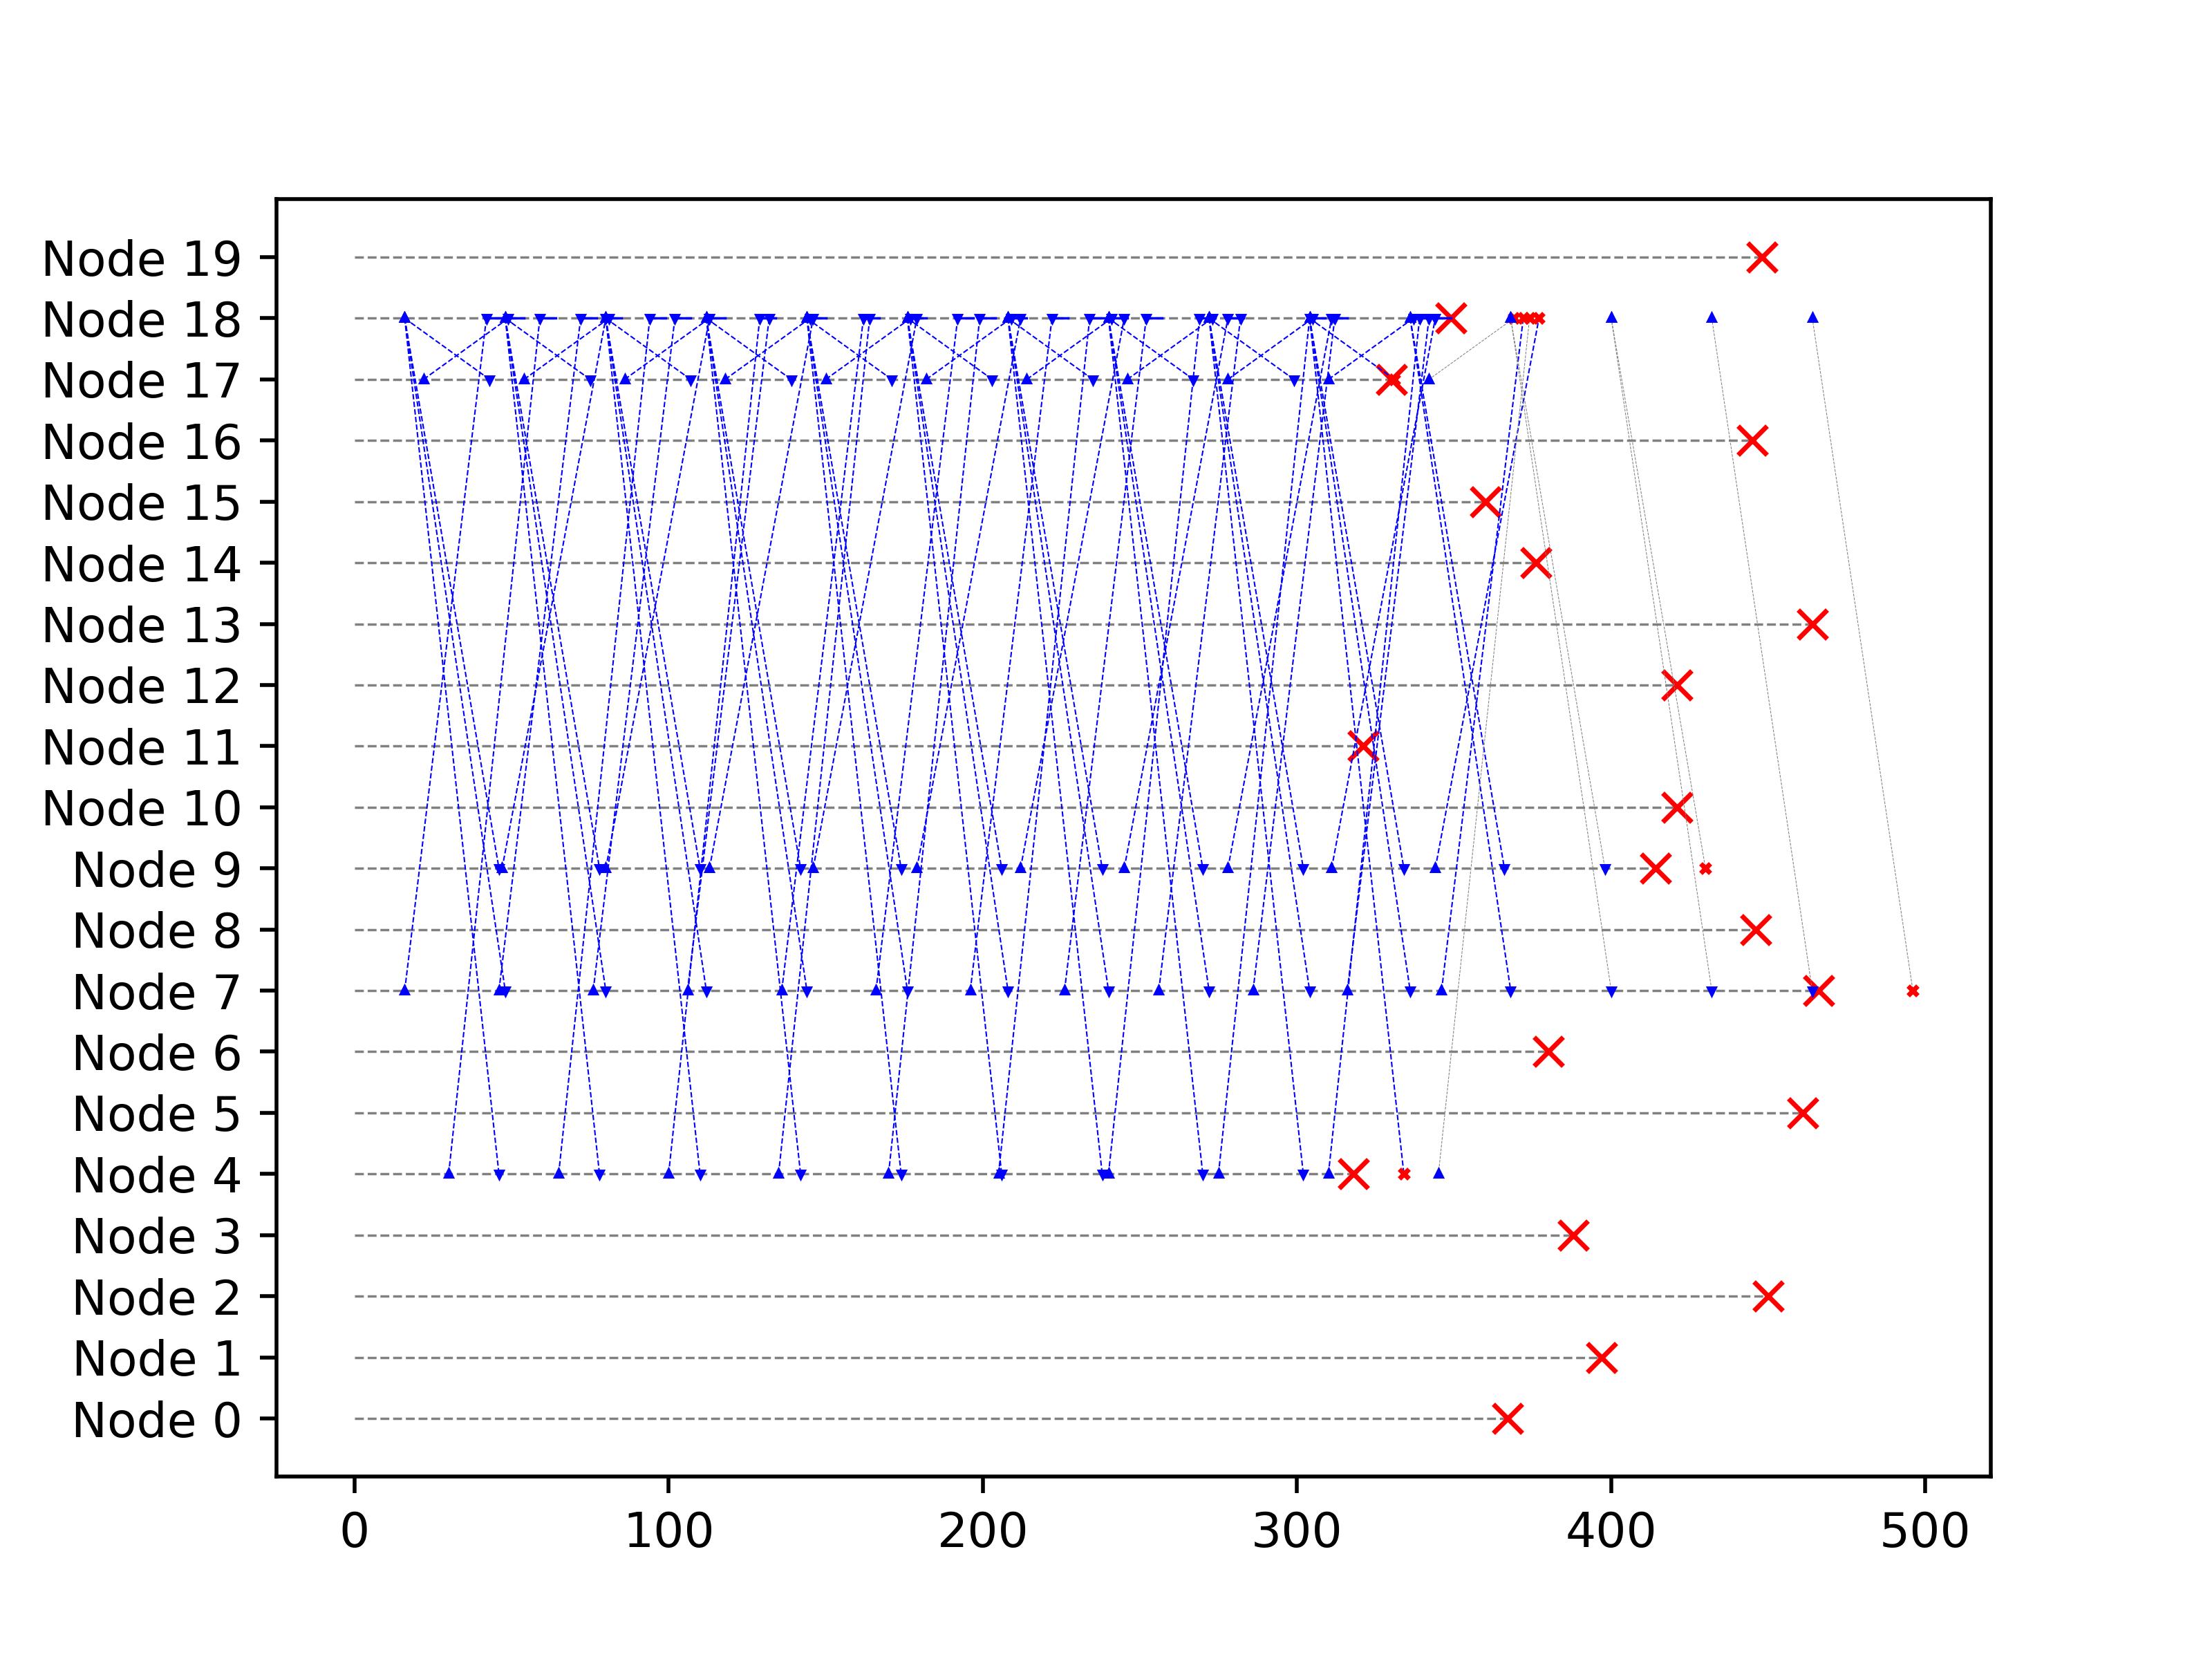 Node 19
Node 18
Node 17
Node 16
Node 15
Node 14
Node 13
Node 12
Node 11
Node 10
Node 9
Node 8
Node 7
Node 6
Node 5
Node 4
Node 3
Node 2
Node 1
Node 0
0 100 200 300 400 500